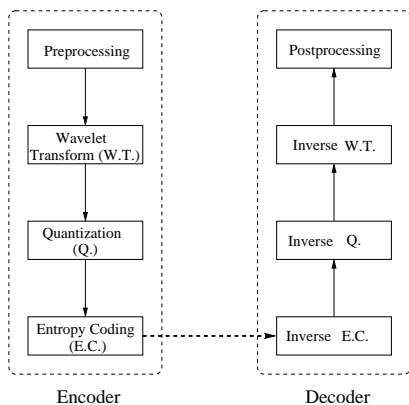 Preprocessing
Wavelet
Transform (W.T.)
Quantization
(Q.)
Entropy Coding
(E.C.)
Encoder
Postprocessing
Inverse W.T.
Inverse Q.
Inverse E.C.
Decoder